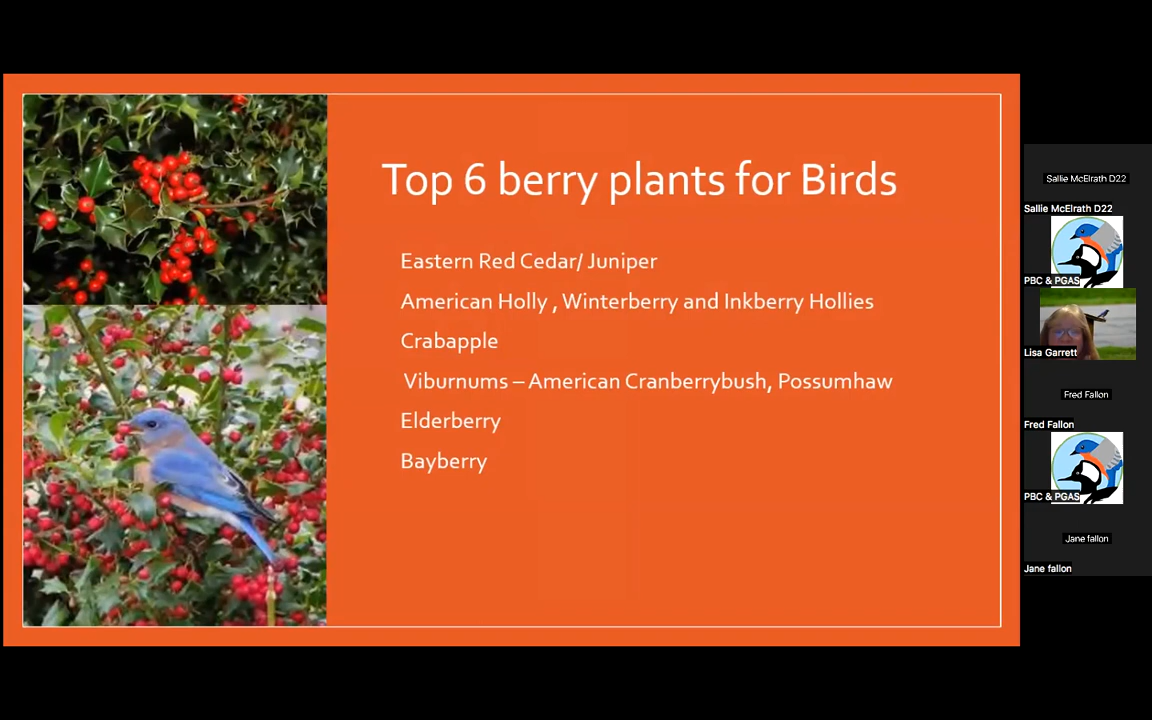 Top 6 berry plants for Birds
Eastern Red Cedar/ Juniper
American Holly , Winterberry and Inkberry Hollies
Crabapple
Viburnums – American Cranberrybush, Possumhaw
Elderberry
Bayberry
Sallie McElrath D22
Sallie McElrath D22
PBC & PGAS
Lisa Garrett
Fred Fallon
Fred Fallon
PBC & PGAS
Jane fallon
Jane fallon